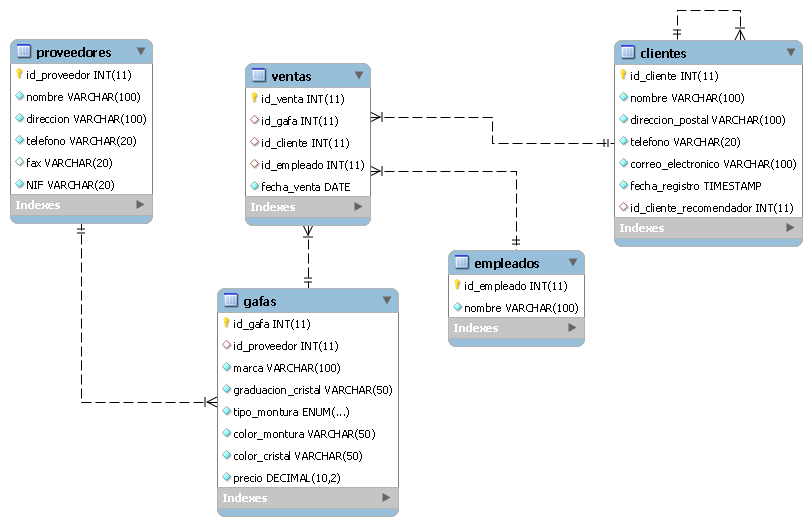 proveedores
id_proveedor INT(11)
nombre VARCHAR(100)
direccion VARCHAR(100)
telefono VARCHAR(20)
fax VARCHAR(20)
NIF VARCHAR(20)
Indexes
ventas
id_venta INT(11)
id_gafa INT(11)
id_cliente INT(11)
id_empleado INT(11)
fecha_venta DATE
Indexes
clientes
id_cliente INT(11)
nombre VARCHAR(100)
direccion_postal VARCHAR(100)
telefono VARCHAR(20)
correo_electronico VARCHAR(100)
fecha_registro TIMESTAMP
id_cliente_recomendador INT(11)
Indexes
empleados
id_empleado INT(11)
nombre VARCHAR(100)
Indexes
gafas
id_gafa INT(11)
id_proveedor INT(11)
marca VARCHAR(100)
graduacion_cristal VARCHAR(50)
tipo_montura ENUM(...)
color_montura VARCHAR(50)
color_cristal VARCHAR(50)
precio DECIMAL(10,2)
Indexes